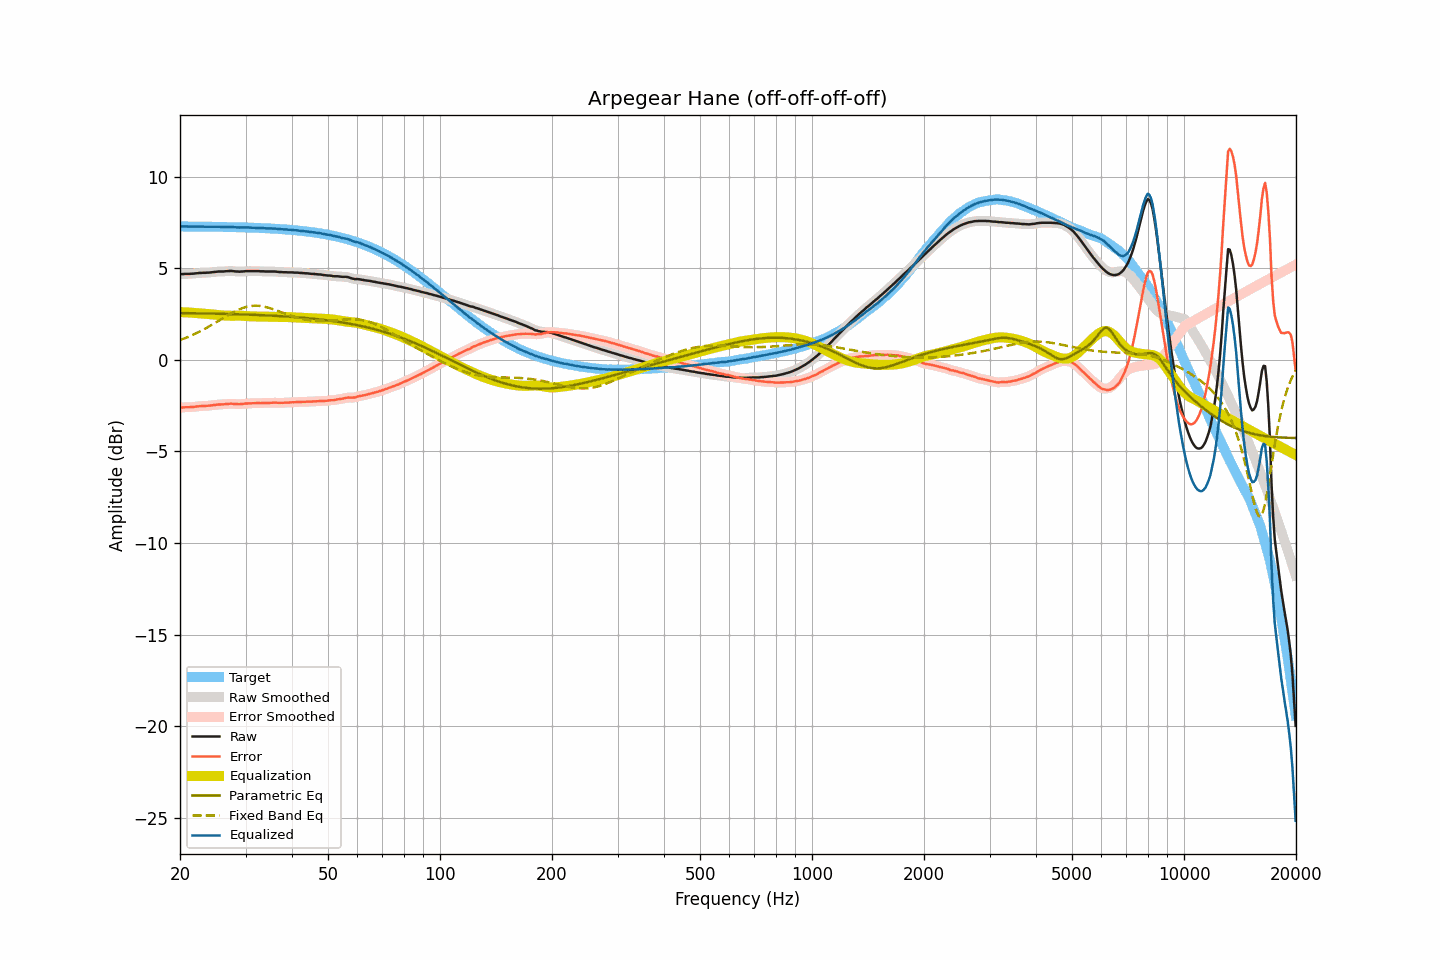 Arpegear Hane (off-off-off-off)
10
5
0
−5
−10
−15
−20
−25
Amplitude (dBr)
Target
Raw Smoothed
Error Smoothed
Raw
Error
Equalization
Parametric Eq
Fixed Band Eq
Equalized
20 50 100 200 500 1000 2000 5000 10000 20000
Frequency (Hz)